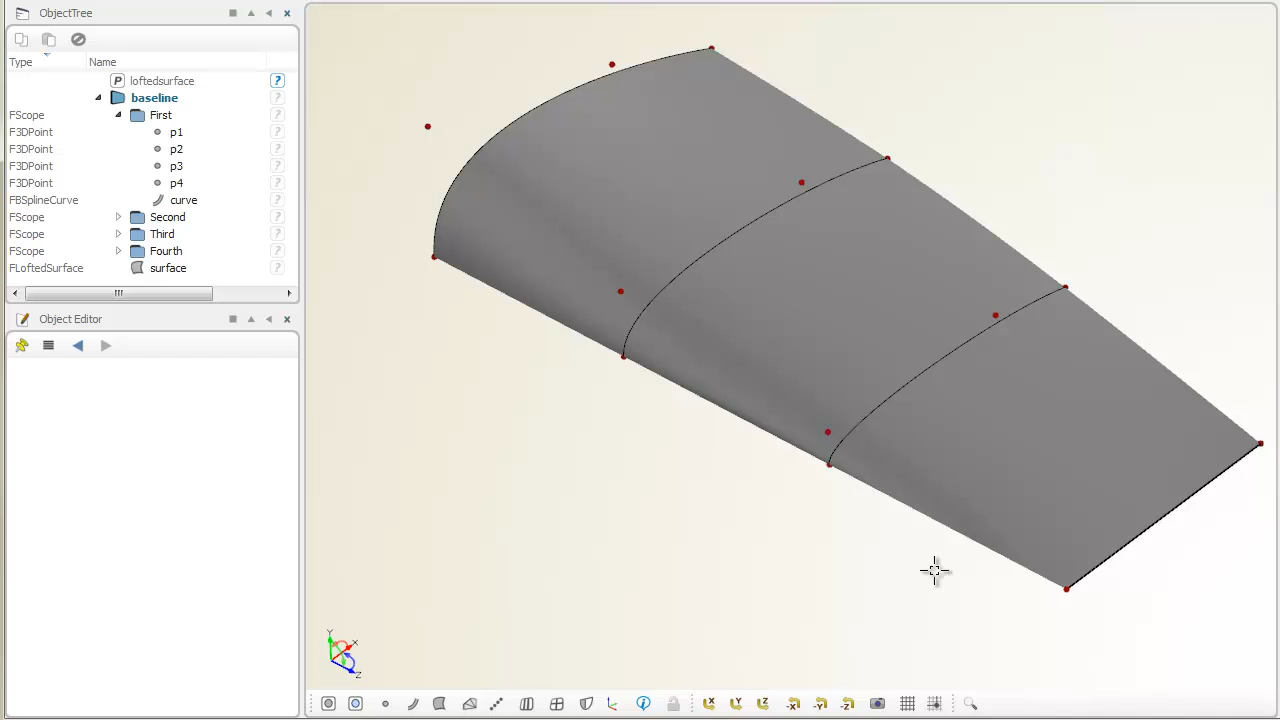 ObjectTree
Type Name
P loftedsurface ?
baseline ?
FScope First ?
F3DPoint p1 ?
F3DPoint p2 ?
F3DPoint p3 ?
F3DPoint p4 ?
FBSplineCurve curve ?
FScope Second ?
FScope Third ?
FScope Fourth ?
FLoftedSurface surface ?
Object Editor
Y
X
Z
X Y Z -X -Y -Z